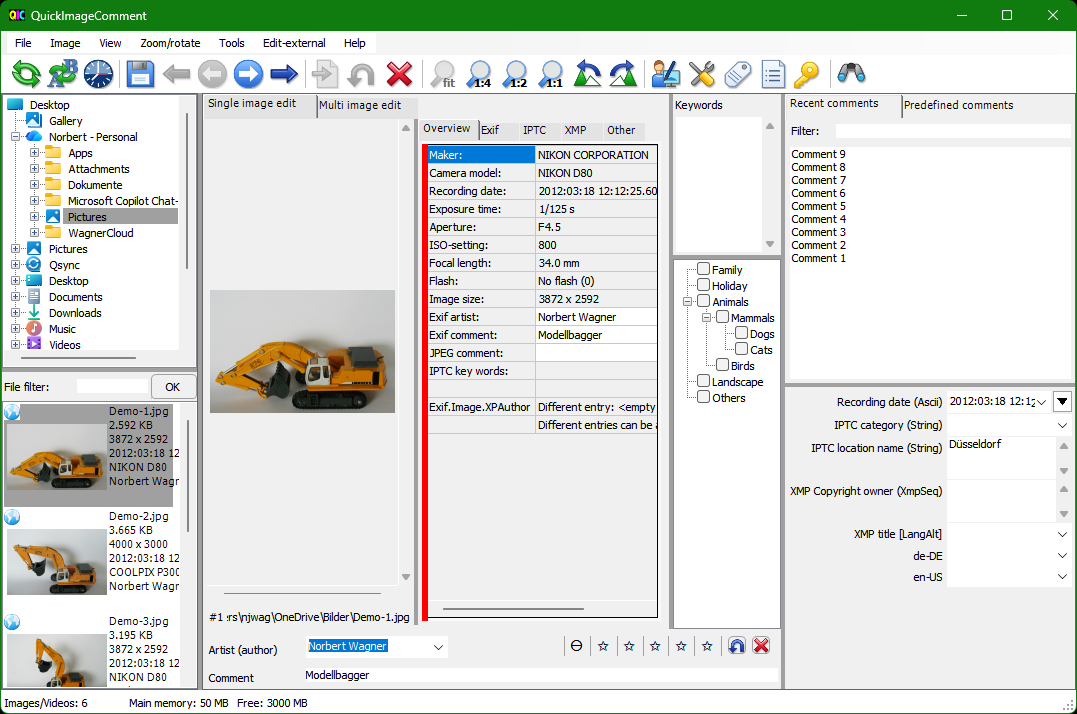 QuickImageComment
File Image View Zoom/rotate Tools Edit-external Help
fit 1:4 1:2 1:1
Desktop
Gallery
Norbert - Personal
Apps
Attachments
Dokumente
Microsoft Copilot Chat-
Pictures
WagnerCloud
Pictures
Qsync
Desktop
Documents
Downloads
Music
Videos
File filter:
OK
Demo-1.jpg
2.592 KB
3872 x 2592
2012:03:18 12
NIKON D80
Norbert Wagr
Demo-2.jpg
3.665 KB
4000 x 3000
2012:03:18 12
COOLPIX P300
Norbert Wagr
Demo-3.jpg
3.195 KB
3872 x 2592
2012:03:18 12
NIKON D80
Single image edit Multi image edit
Overview Exif IPTC XMP Other
Maker: NIKON CORPORATION
Camera model: NIKON D80
Recording date: 2012:03:18 12:12:25.60
Exposure time: 1/125 s
Aperture: F4.5
ISO-setting: 800
Focal length: 34.0 mm
Flash: No flash (0)
Image size: 3872 x 2592
Exif artist: Norbert Wagner
Exif comment: Modellbagger
JPEG comment:
IPTC key words:
Exif.Image.XPAuthor Different entry: <empty
Different entries can be a
#1 :rs\njwag\OneDrive\Bilder\Demo-1.jpg
Artist (author) Norbert Wagner
Comment Modellbagger
Keywords
Family
Holiday
Animals
Mammals
Dogs
Cats
Birds
Landscape
Others
Recent comments Predefined comments
Filter:
Comment 9
Comment 8
Comment 7
Comment 6
Comment 5
Comment 4
Comment 3
Comment 2
Comment 1
Recording date (Ascii) 2012:03:18 12:12
IPTC category (String)
IPTC location name (String) Düsseldorf
XMP Copyright owner (XmpSeq)
XMP title [LangAlt]
de-DE
en-US
Images/Videos: 6 Main memory: 50 MB Free: 3000 MB